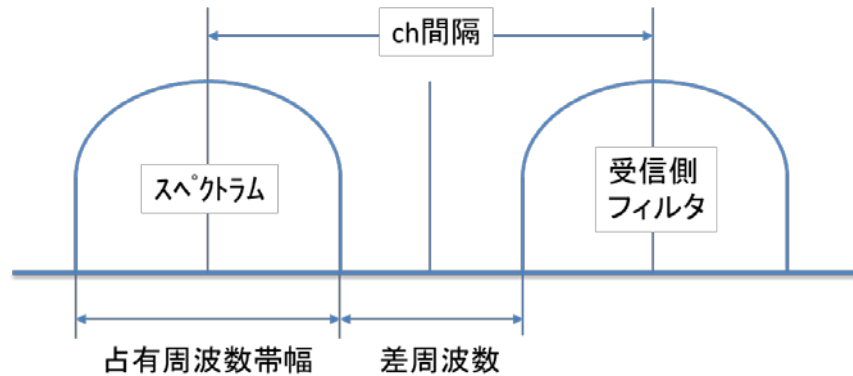 ch間隔
スペクトラム
受信側
フィルタ
占有周波数帯幅
差周波数